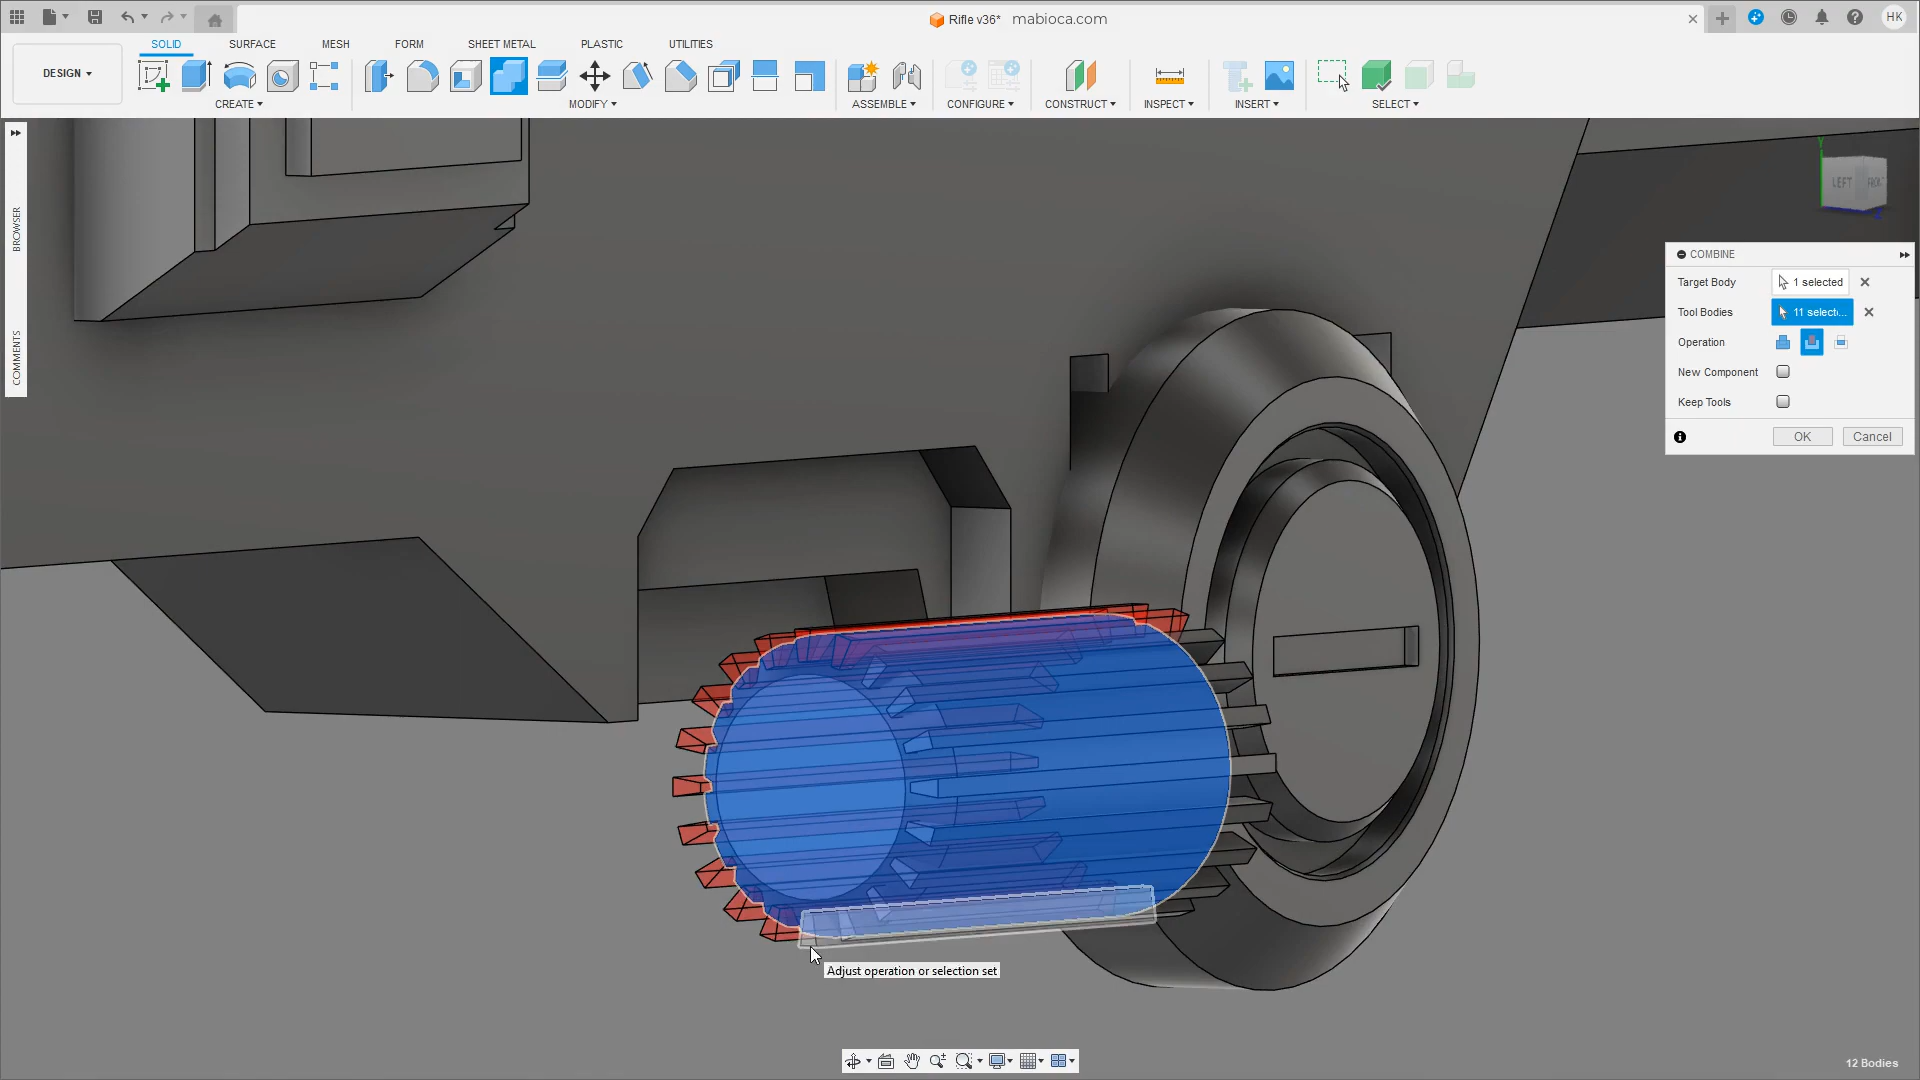 Rifle v36*
mabioca.com
HK
DESIGN
SOLID
SURFACE
MESH
FORM
SHEET METAL
PLASTIC
UTILITIES
CREATE
MODIFY
ASSEMBLE
CONFIGURE
CONSTRUCT
INSPECT
INSERT
SELECT
BROWSER
COMMENTS
Y
LEFT
Z
COMBINE
Target Body
1 selected
Tool Bodies
11 selecti...
Operation
New Component
Keep Tools
OK
Cancel
Adjust operation or selection set
12 Bodies